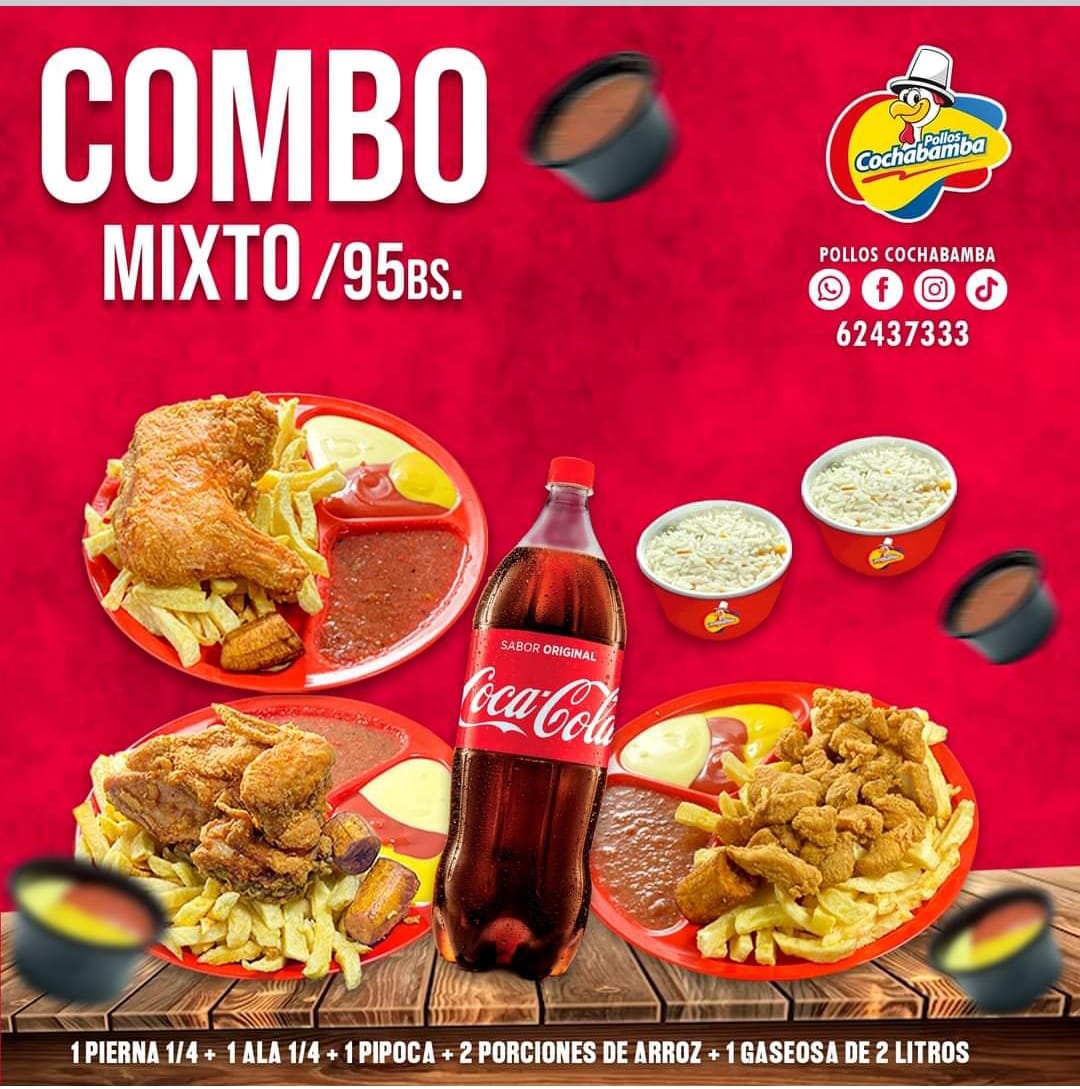 COMBO
MIXTO /95BS.
Pollos
Cochabamba
POLLOS COCHABAMBA
62437333
SABOR ORIGINAL
Coca-Cola
1 PIERNA 1/4 + 1 ALA 1/4 + 1 PIPOCA + 2 PORCIONES DE ARROZ + 1 GASEOSA DE 2 LITROS